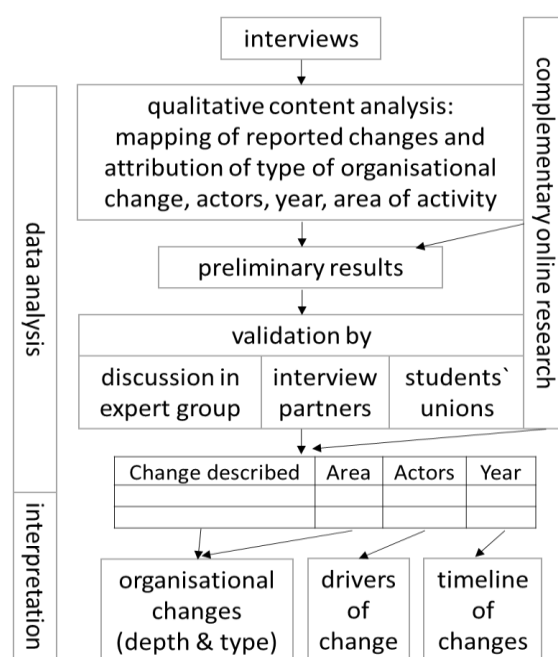 interviews
complementary online research
data analysis
qualitative content analysis:
mapping of reported changes and
attribution of type of organisational
change, actors, year, area of activity
preliminary results
validation by
discussion in
expert group
interview
partners
students`
unions
Change described Area Actors Year
interpretation
organisational
changes
(depth & type)
drivers
of
change
timeline
of
changes